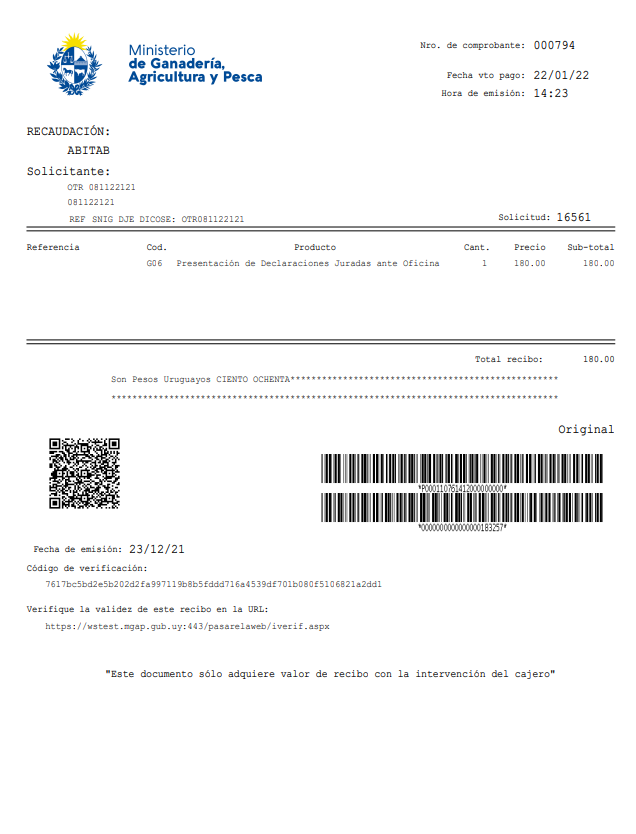 Ministerio
de Ganadería,
Agricultura y Pesca
Nro. de comprobante: 000794
Fecha vto pago: 22/01/22
Hora de emisión: 14:23
RECAUDACIÓN:
ABITAB
Solicitante:
OTR 081122121
081122121
REF SNIG DJE DICOSE: OTR081122121
Solicitud: 16561
Referencia Cod. Producto Cant. Precio Sub-total
G06 Presentación de Declaraciones Juradas ante Oficina 1 180.00 180.00
Total recibo: 180.00
Son Pesos Uruguayos CIENTO OCHENTA***************************************************
*************************************************************************************
Original
*P000110761412000000000*
*0000000000000000183257*
Fecha de emisión: 23/12/21
Código de verificación:
7617bc5bd2e5b202d2fa997119b8b5fddd716a4539df701b080f5106821a2dd1
Verifique la validez de este recibo en la URL:
https://wstest.mgap.gub.uy:443/pasarelaweb/iverif.aspx
"Este documento sólo adquiere valor de recibo con la intervención del cajero"